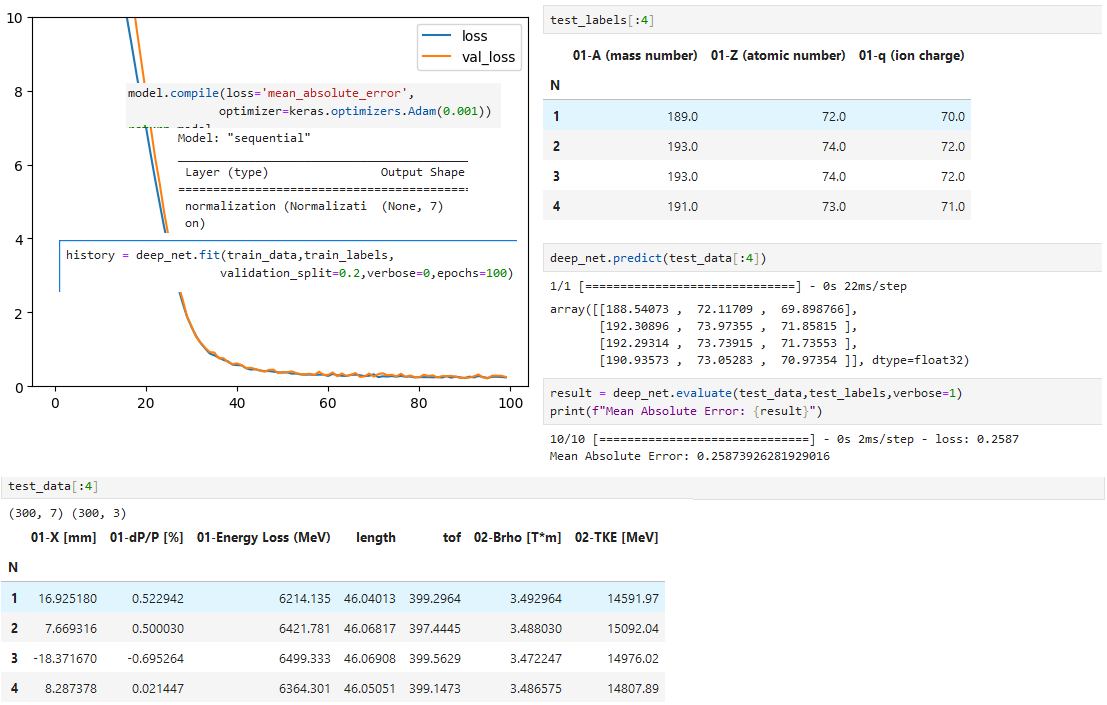 10
8
6
4
2
0
0 20 40 60 80 100
loss
val_loss
model.compile(loss='mean_absolute_error',
optimizer=keras.optimizers.Adam(0.001))
Model: "sequential"
Layer (type) Output Shape
normalization (Normalizati (None, 7)
on)
history = deep_net.fit(train_data,train_labels,
validation_split=0.2,verbose=0,epochs=100)
test_labels[:4]
01-A (mass number) 01-Z (atomic number) 01-q (ion charge)
N
1 189.0 72.0 70.0
2 193.0 74.0 72.0
3 193.0 74.0 72.0
4 191.0 73.0 71.0
deep_net.predict(test_data[:4])
1/1 [==============================] - 0s 22ms/step
array([[188.54073 , 72.11709 , 69.898766],
[192.30896 , 73.97355 , 71.85815 ],
[192.29314 , 73.73915 , 71.73553 ],
[190.93573 , 73.05283 , 70.97354 ]], dtype=float32)
result = deep_net.evaluate(test_data,test_labels,verbose=1)
print(f"Mean Absolute Error: {result}")
10/10 [==============================] - 0s 2ms/step - loss: 0.2587
Mean Absolute Error: 0.25873926281929016
test_data[:4]
(300, 7) (300, 3)
01-X [mm] 01-dP/P [%] 01-Energy Loss (MeV) length tof 02-Brho [T*m] 02-TKE [MeV]
N
1 16.925180 0.522942 6214.135 46.04013 399.2964 3.492964 14591.97
2 7.669316 0.500030 6421.781 46.06817 397.4445 3.488030 15092.04
3 -18.371670 -0.695264 6499.333 46.06908 399.5629 3.472247 14976.02
4 8.287378 0.021447 6364.301 46.05051 399.1473 3.486575 14807.89